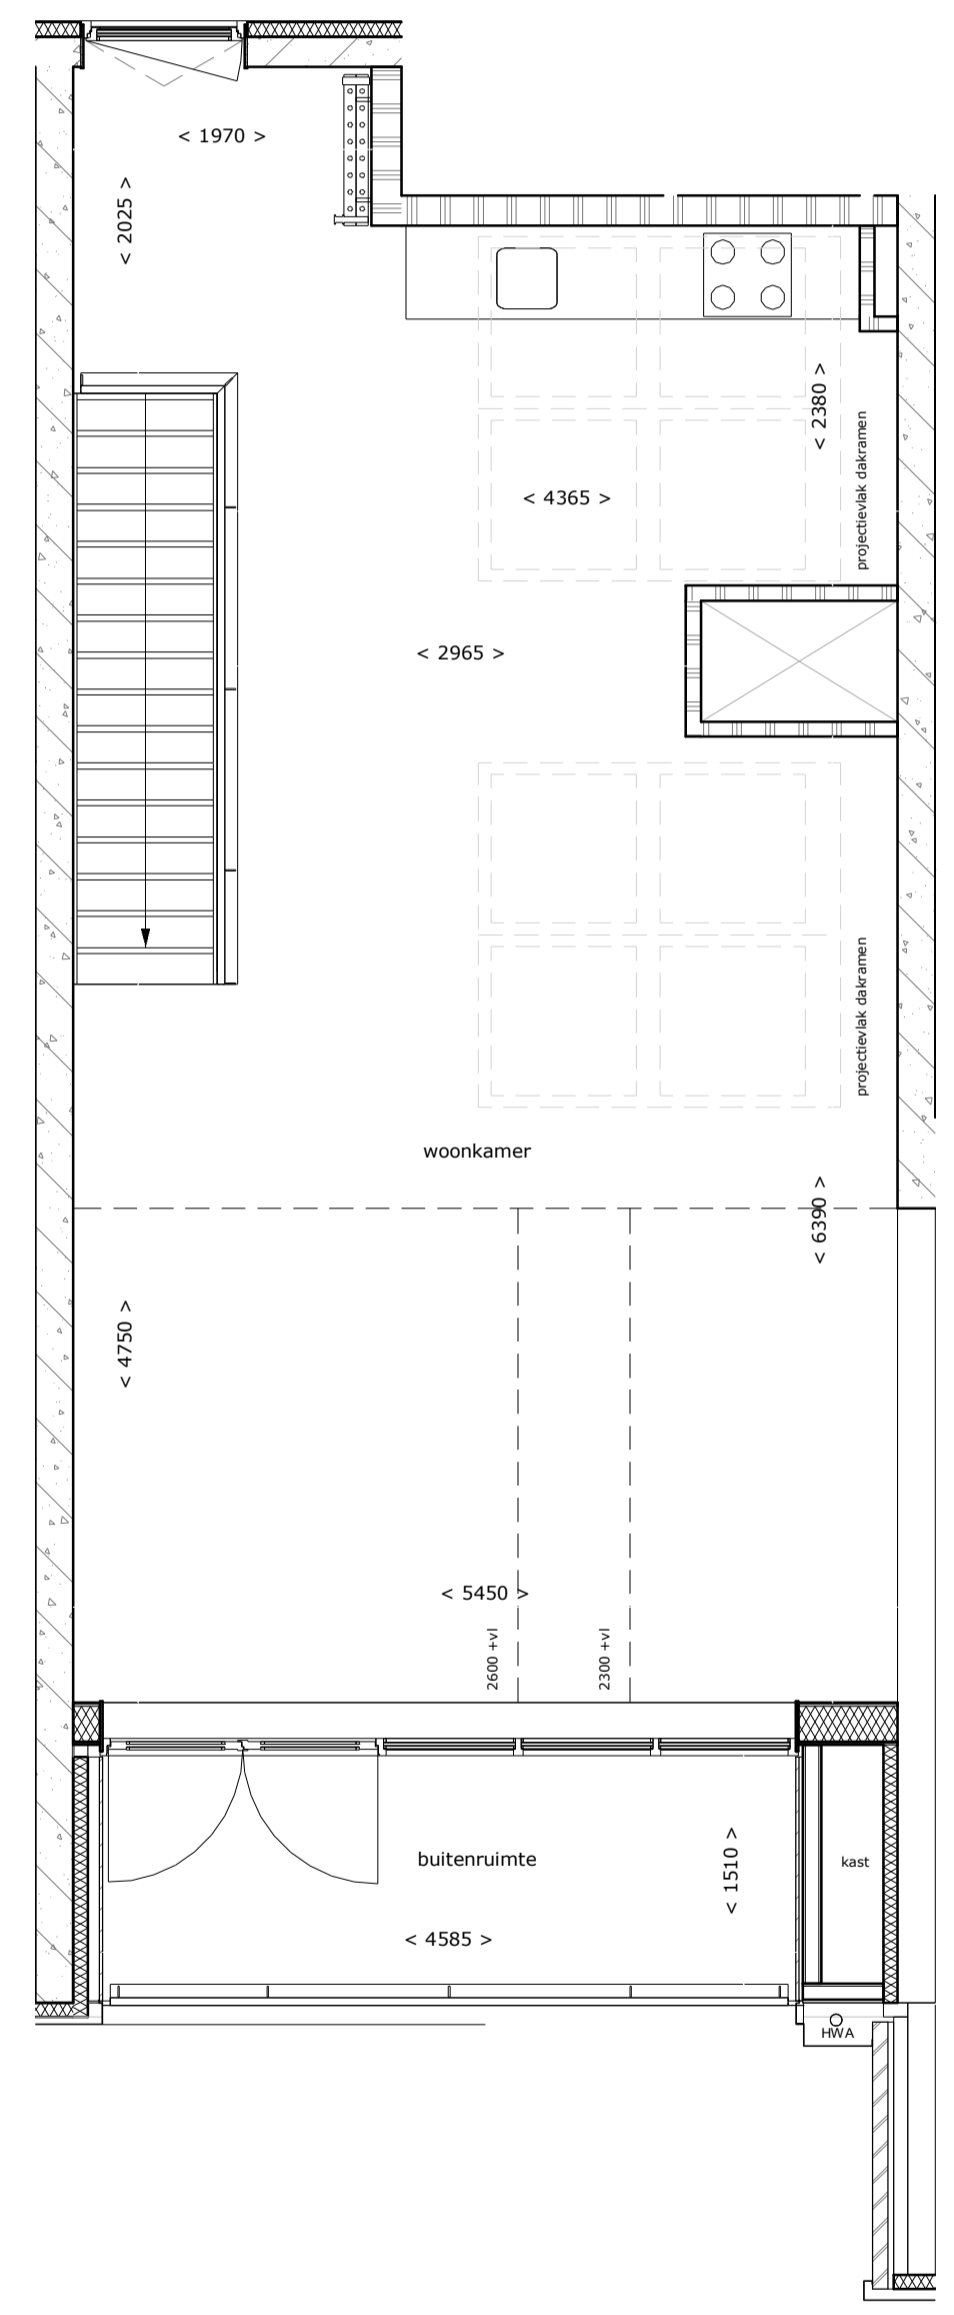 < 1970 >
< 2025 >
< 2380 >
projectievlak dakramen
< 4365 >
< 2965 >
projectievlak dakramen
woonkamer
< 6390 >
< 4750 >
< 5450 >
2600 +vl
2300 +vl
buitenruimte
< 1510 >
kast
< 4585 >
HWA